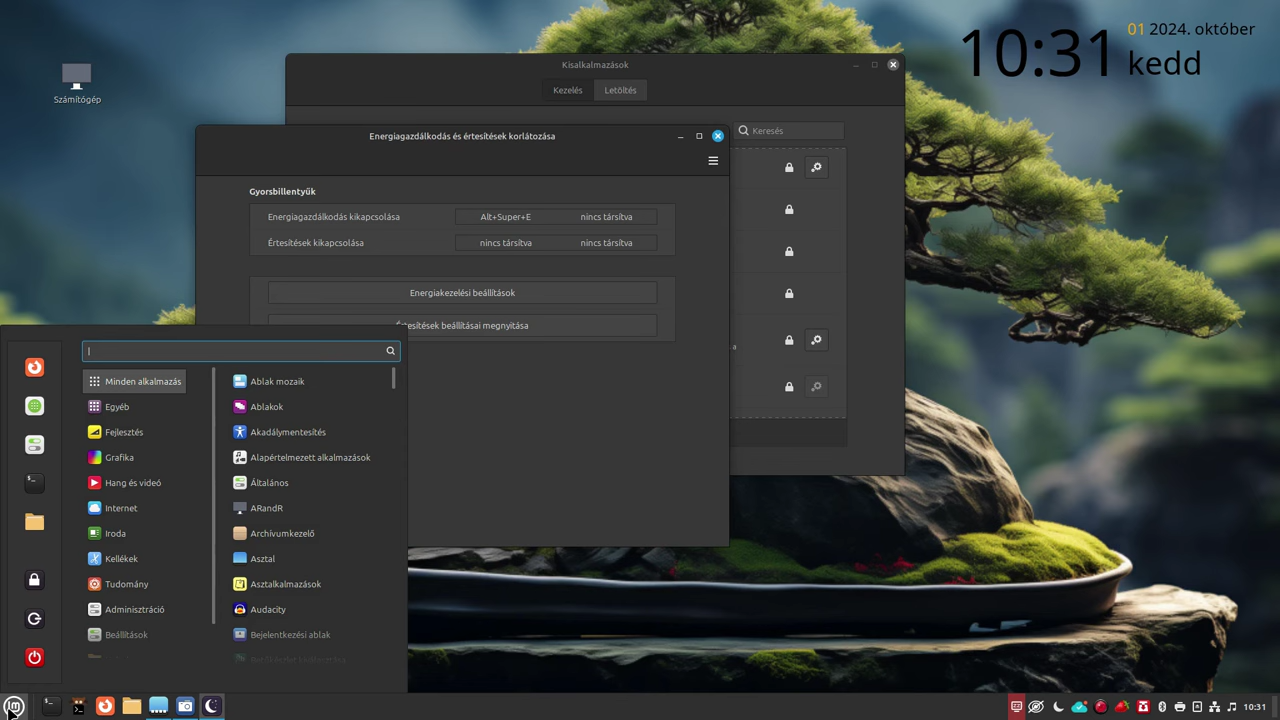 10:31
01 2024. október
kedd
Számítógép
Kisalkalmazások
Kezelés
Letöltés
Keresés
a
Energiagazdálkodás és értesítések korlátozása
Gyorsbillentyűk
Energiagazdálkodás kikapcsolása
Alt+Super+E
nincs társítva
Értesítések kikapcsolása
nincs társítva
nincs társítva
Energiakezelési beállítások
Értesítések beállításai megnyitása
Minden alkalmazás
Egyéb
Fejlesztés
Grafika
Hang és videó
Internet
Iroda
Kellékek
Tudomány
Adminisztráció
Beállítások
Ablak mozaik
Ablakok
Akadálymentesítés
Alapértelmezett alkalmazások
Általános
ARandR
Archívumkezelő
Asztal
Asztalkalmazások
Audacity
Bejelentkezési ablak
10:31